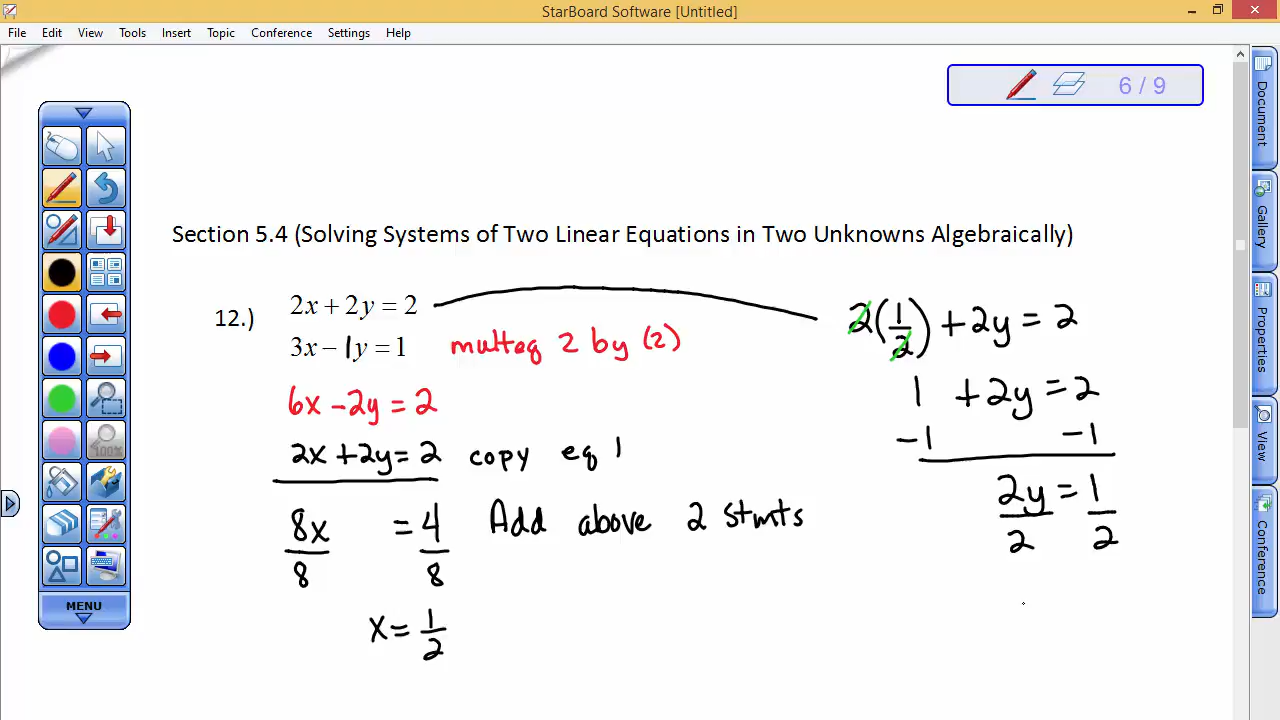 StarBoard Software [Untitled]
File Edit View Tools Insert Topic Conference Settings Help
6 / 9
Document
Gallery
Properties
Conference
100%
MENU
Section 5.4 (Solving Systems of Two Linear Equations in Two Unknowns Algebraically)
12.) 2x + 2y = 2
3x − 1y = 1 mult eq 2 by (2)
6x - 2y = 2
2x + 2y = 2 copy eq 1
8x = 4 Add above 2 stmts
8 8
x = 1/2
2(1/2) + 2y = 2
1 + 2y = 2
-1 -1
2y = 1
2 2